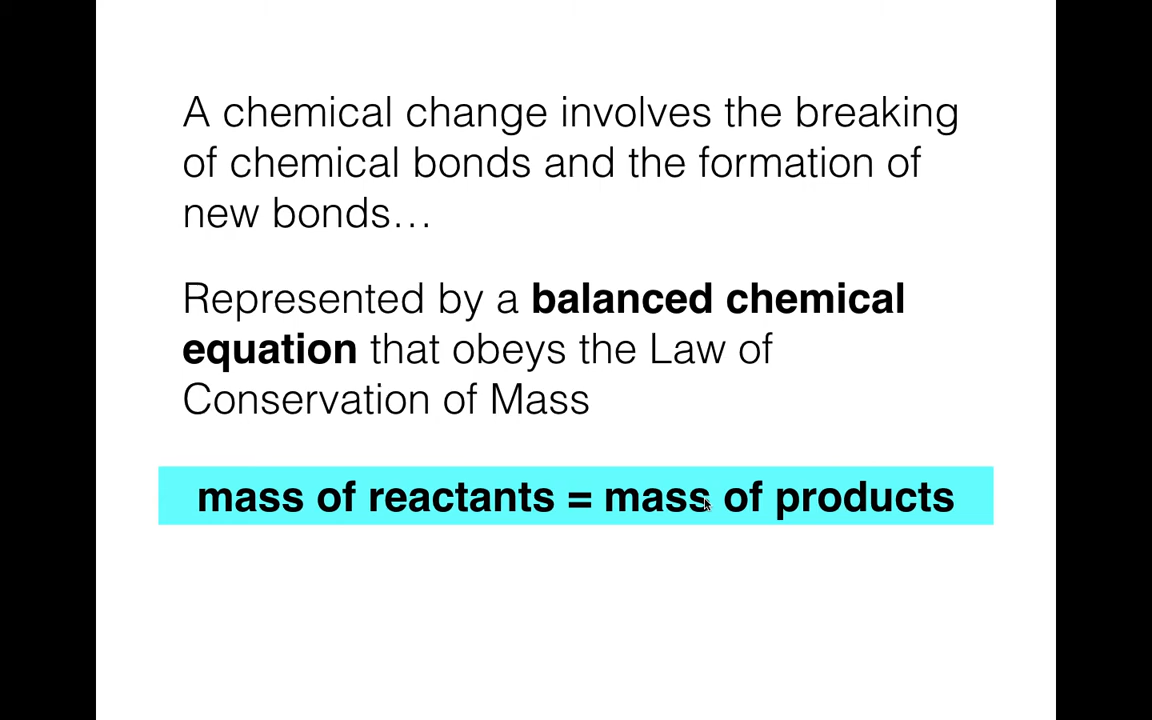 A chemical change involves the breaking
of chemical bonds and the formation of
new bonds…
Represented by a balanced chemical
equation that obeys the Law of
Conservation of Mass
mass of reactants = mass of products